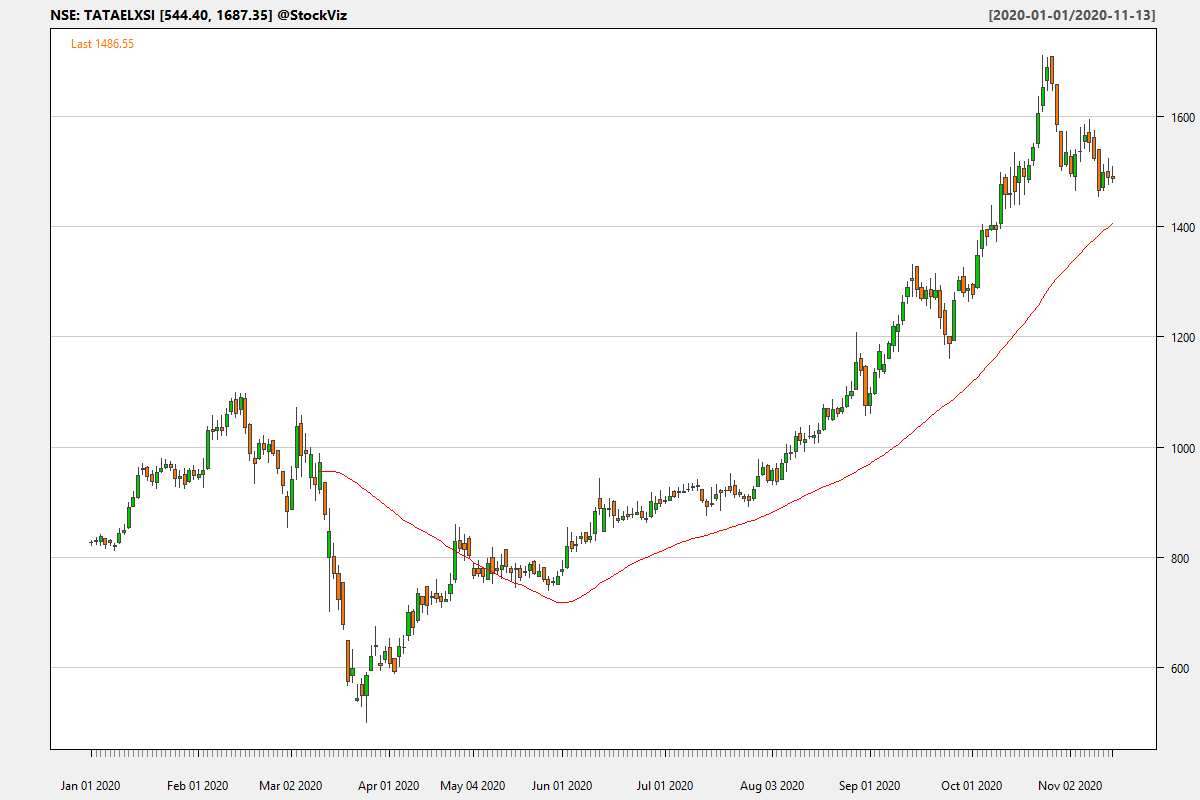 NSE: TATAELXSI [544.40, 1687.35] @StockViz
[2020-01-01/2020-11-13]
Last 1486.55
1600
1400
1200
1000
800
600
Jan 01 2020 Feb 01 2020 Mar 02 2020 Apr 01 2020 May 04 2020 Jun 01 2020 Jul 01 2020 Aug 03 2020 Sep 01 2020 Oct 01 2020 Nov 02 2020